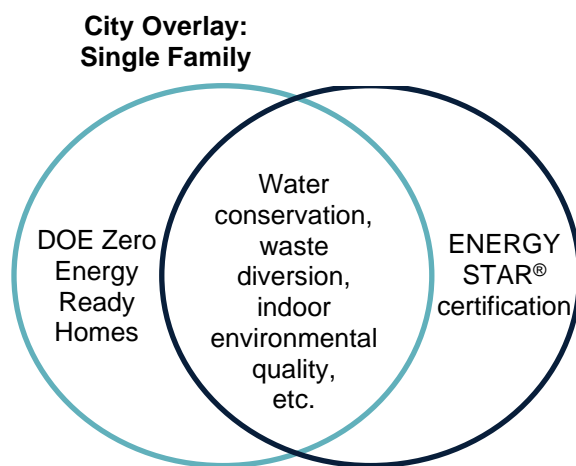 City Overlay:
Single Family
DOE Zero
Energy
Ready
Homes
Water
conservation,
waste
diversion,
indoor
environmental
quality,
etc.
ENERGY
STAR®
certification